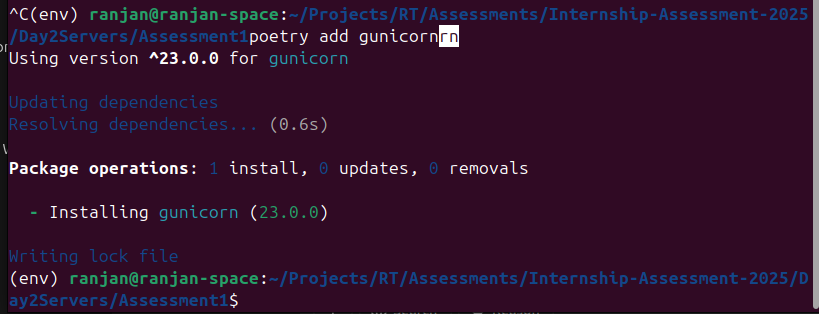 ^C(env) ranjan@ranjan-space:~/Projects/RT/Assessments/Internship-Assessment-2025
/Day2Servers/Assessment1poetry add gunicornrn
Using version ^23.0.0 for gunicorn
Updating dependencies
Resolving dependencies... (0.6s)
Package operations: 1 install, 0 updates, 0 removals
- Installing gunicorn (23.0.0)
Writing lock file
(env) ranjan@ranjan-space:~/Projects/RT/Assessments/Internship-Assessment-2025/D
ay2Servers/Assessment1$